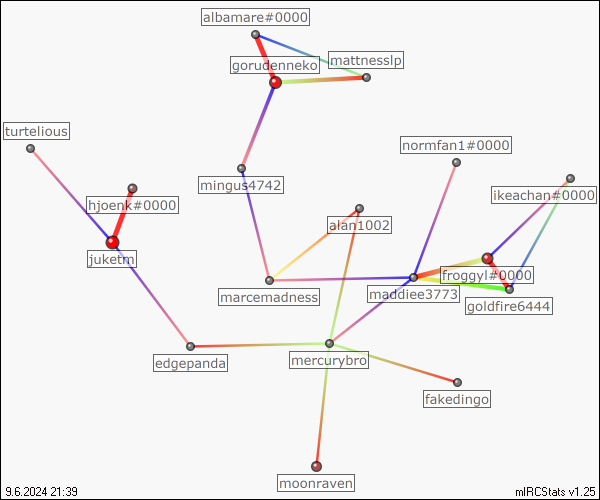 albamare#0000
gorudenneko
mattnesslp
turtelious
normfan1#0000
mingus4742
ikeachan#0000
hjoenk#0000
alan1002
juketm
froggyl#0000
marcemadness
maddiee3773
goldfire6444
edgepanda
mercurybro
fakedingo
moonraven
9.6.2024 21:39
mIRCStats v1.25